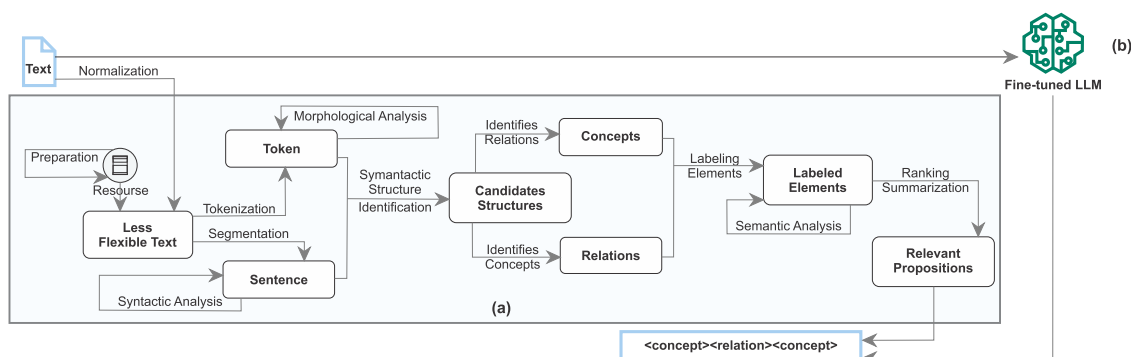 Text
Normalization
Fine-tuned LLM
(b)
Preparation
Resourse
Less
Flexible Text
Tokenization
Segmentation
Morphological Analysis
Token
Sentence
Syntactic Analysis
Symantactic
Structure
Identification
Candidates
Structures
Identifies
Relations
Concepts
Identifies
Concepts
Relations
Labeling
Elements
Labeled
Elements
Semantic Analysis
Ranking
Summarization
Relevant
Propositions
(a)
<concept><relation><concept>